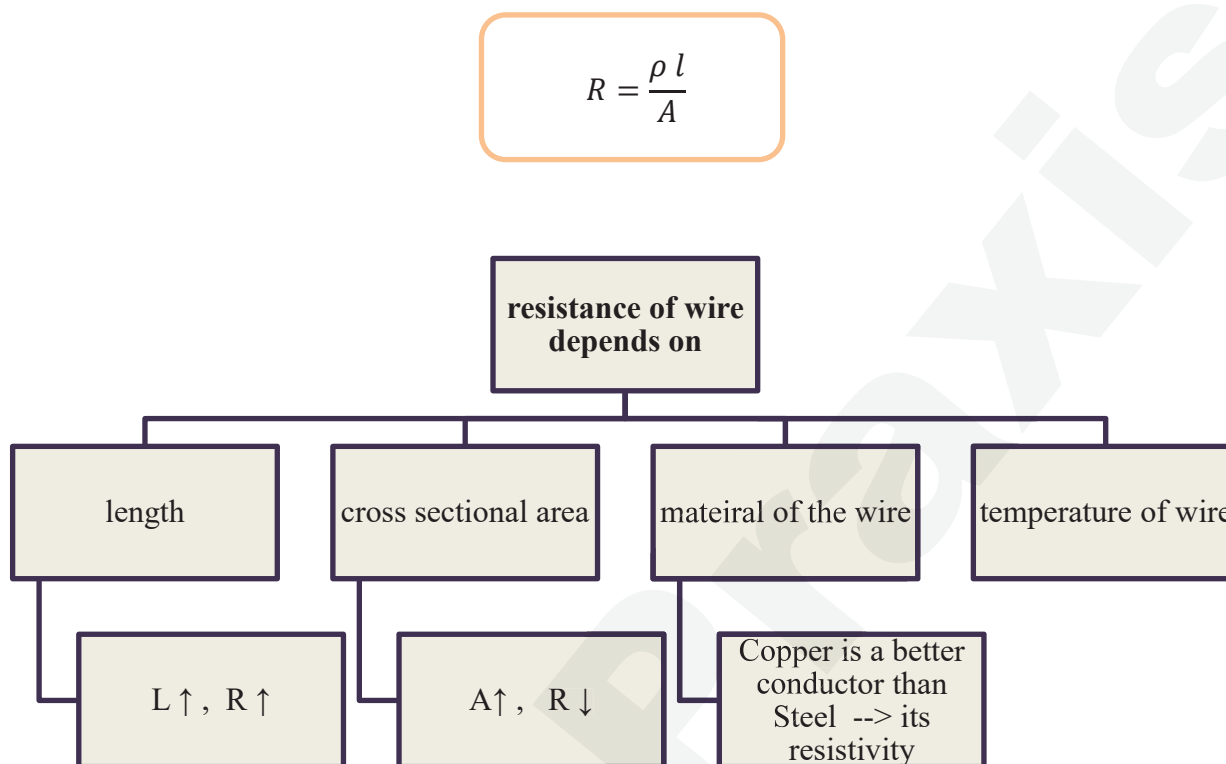 R = ρ l / A
resistance of wire
depends on
length
cross sectional area
mateiral of the wire
temperature of wire
L ↑ , R ↑
A↑ , R ↓
Copper is a better
conductor than
Steel --> its
resistivity
Praxis